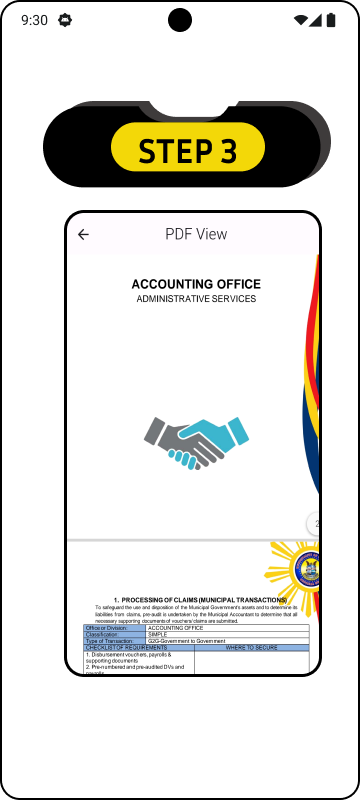 9:30
STEP 3
PDF View
ACCOUNTING OFFICE
ADMINISTRATIVE SERVICES
1. PROCESSING OF CLAIMS (MUNICIPAL TRANSACTIONS)
To safeguard the use and disposition of the Municipal Government's assets and to determine its
liabilities from claims, pre-audit is undertaken by the Municipal Accountant to determine that all
necessary documents of vouchers/claims are submitted.
Office or Division: ACCOUNTING OFFICE
Classification: SIMPLE
Type of Transaction: G2G-Government to Government
CHECKLIST OF REQUIREMENTS WHERE TO SECURE
1. Disbursement vouchers, payrolls &
supporting documents
2. Pre-numbered and pre-audited DVs and
payrolls